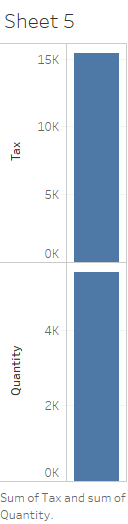 Sheet 5
15K
10K
Tax
5K
0K
4K
Quantity
2K
0K
Sum of Tax and sum of
Quantity.